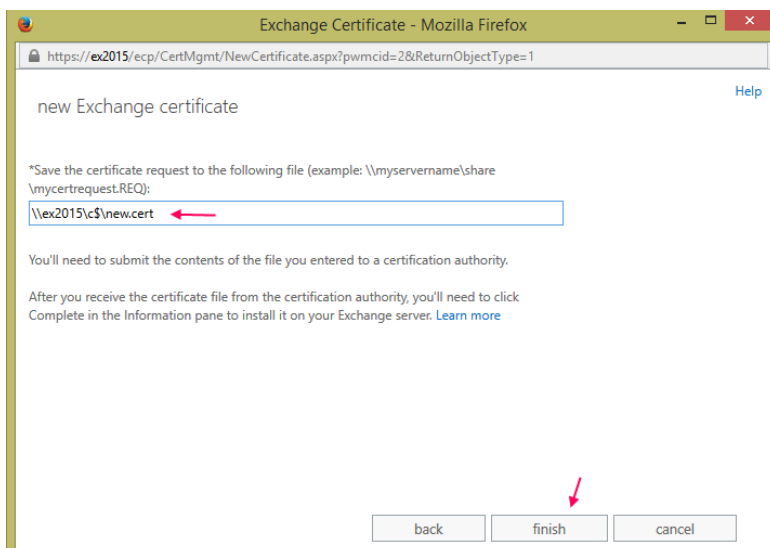 Exchange Certificate - Mozilla Firefox
https://ex2015/ecp/CertMgmt/NewCertificate.aspx?pwmcid=2&ReturnObjectType=1
Help
new Exchange certificate
*Save the certificate request to the following file (example: \\myservername\share
\mycertrequest.REQ):
\\ex2015\c$\new.cert
You'll need to submit the contents of the file you entered to a certification authority.
After you receive the certificate file from the certification authority, you'll need to click
Complete in the Information pane to install it on your Exchange server. Learn more
back finish cancel